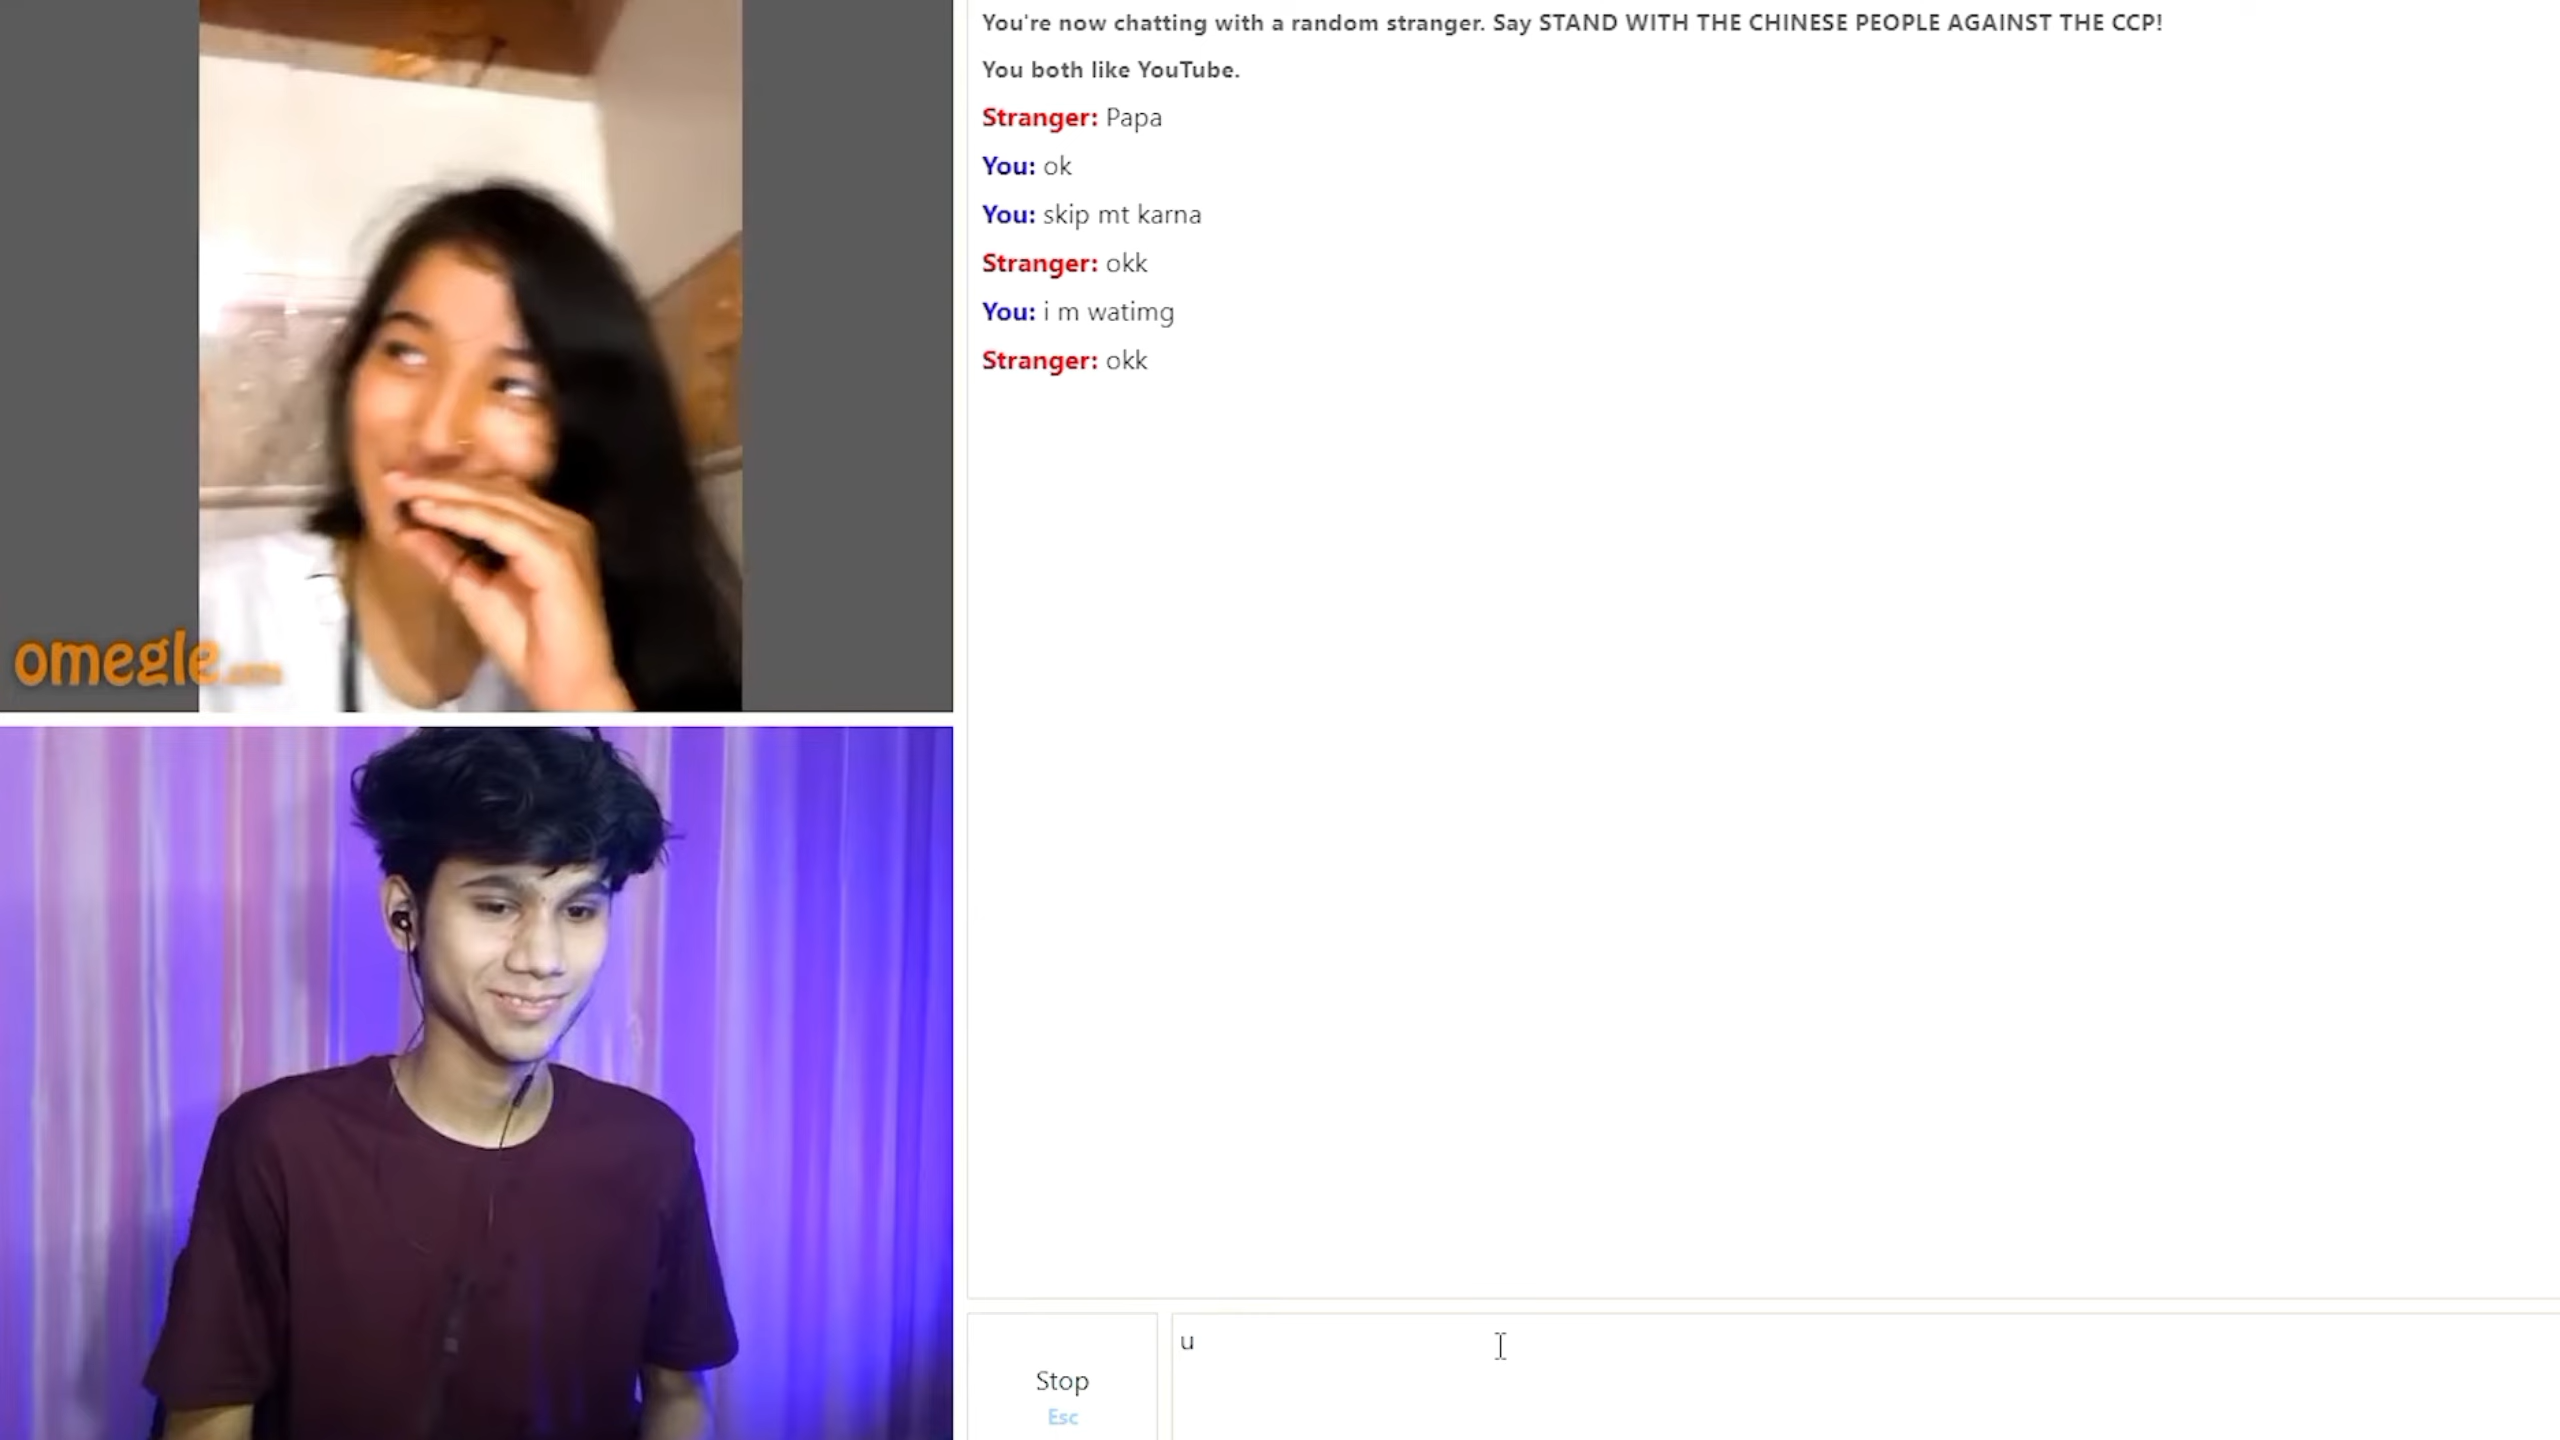 You're now chatting with a random stranger. Say STAND WITH THE CHINESE PEOPLE AGAINST THE CCP!
You both like YouTube.
Stranger: Papa
You: ok
You: skip mt karna
Stranger: okk
You: i m watimg
Stranger: okk
omegle.com
u
Stop
Esc